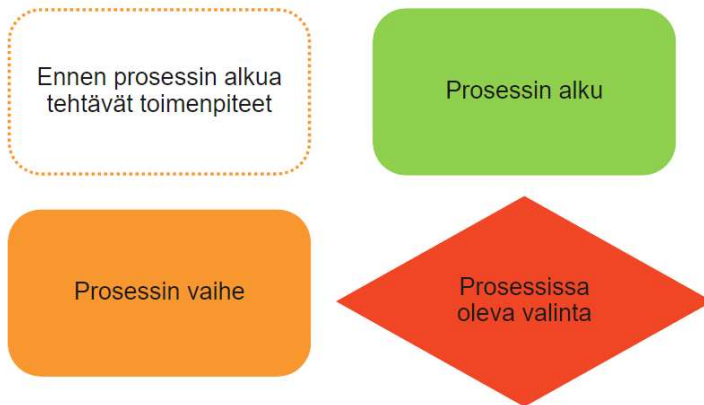 Ennen prosessin alkua
tehtävät toimenpiteet
Prosessin alku
Prosessin vaihe
Prosessissa
oleva valinta